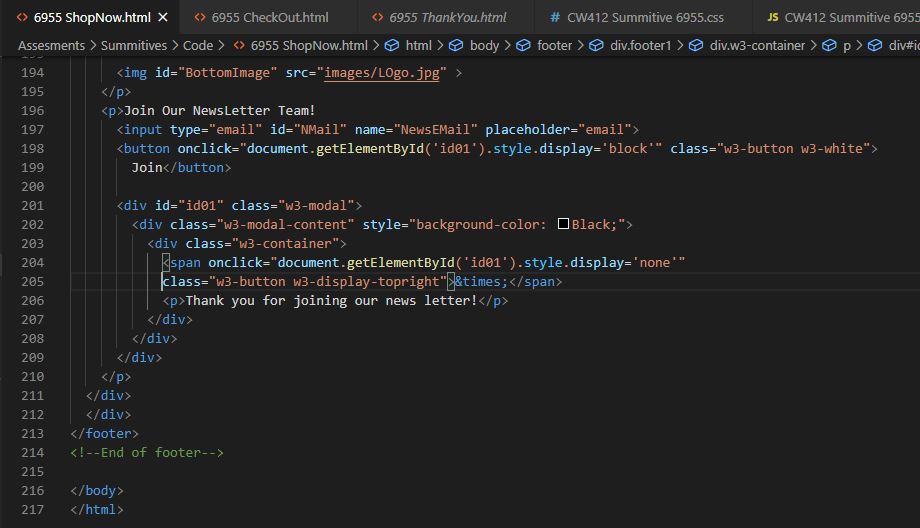 6955 ShopNow.html
6955 CheckOut.html
6955 ThankYou.html
CW412 Summitive 6955.css
JS CW412 Summitive 6955
Assesments > Summitives > Code > 6955 ShopNow.html > html > body > footer > div.footer1 > div.w3-container > p > div#i
194 <img id="BottomImage" src="images/LOgo.jpg" >
195 </p>
196 <p>Join Our NewsLetter Team!
197 <input type="email" id="NMail" name="NewsEMail" placeholder="email">
198 <button onclick="document.getElementById('id01').style.display='block'" class="w3-button w3-white">
199 Join</button>
200
201 <div id="id01" class="w3-modal">
202 <div class="w3-modal-content" style="background-color: Black;">
203 <div class="w3-container">
204 <span onclick="document.getElementById('id01').style.display='none'"
205 class="w3-button w3-display-topright">&times;</span>
206 <p>Thank you for joining our news letter!</p>
207 </div>
208 </div>
209 </div>
210 </p>
211 </div>
212 </div>
213 </footer>
214 <!--End of footer-->
215
216 </body>
217 </html>